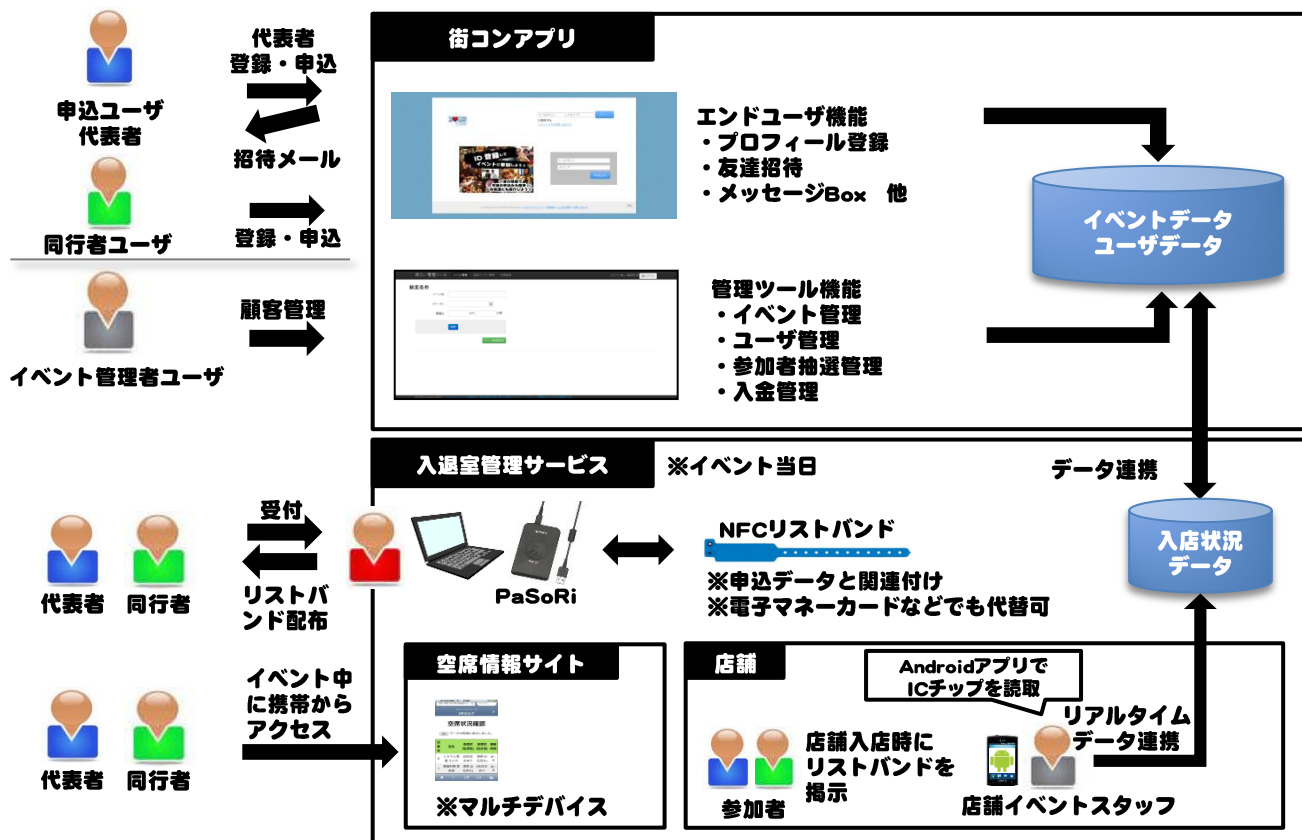 街コンアプリ
代表者
登録・申込
申込ユーザ
代表者
招待メール
同行者ユーザ
登録・申込
ID 登録して
エンドユーザ機能
・プロフィール登録
・友達招待
・メッセージBox 他
イベントデータ
ユーザデータ
顧客管理
イベント管理者ユーザ
検索条件
管理ツール機能
・イベント管理
・ユーザ管理
・参加者抽選管理
・入金管理
入退室管理サービス
※イベント当日
データ連携
受付
代表者
同行者
リストバ
ンド配布
PaSoRi
NFCリストバンド
※申込データと関連付け
※電子マネーカードなどでも代替可
入店状況
データ
イベント中
に携帯から
アクセス
代表者
同行者
空席情報サイト
空席状況確認
※マルチデバイス
店舗
Androidアプリで
ICチップを読取
リアルタイム
データ連携
店舗入店時に
リストバンドを
掲示
参加者
店舗イベントスタッフ